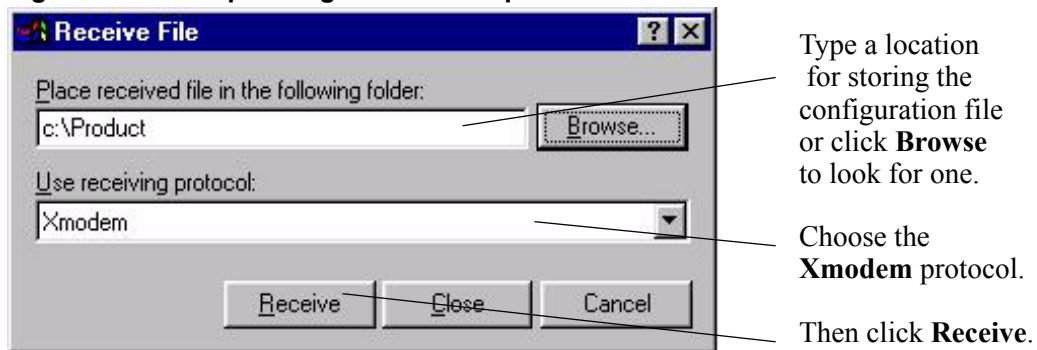 Receive File
Place received file in the following folder:
c:\Product
Browse...
Use receiving protocol:
Xmodem
Receive
Close
Cancel
Type a location
for storing the
configuration file
or click Browse
to look for one.
Choose the
Xmodem protocol.
Then click Receive.